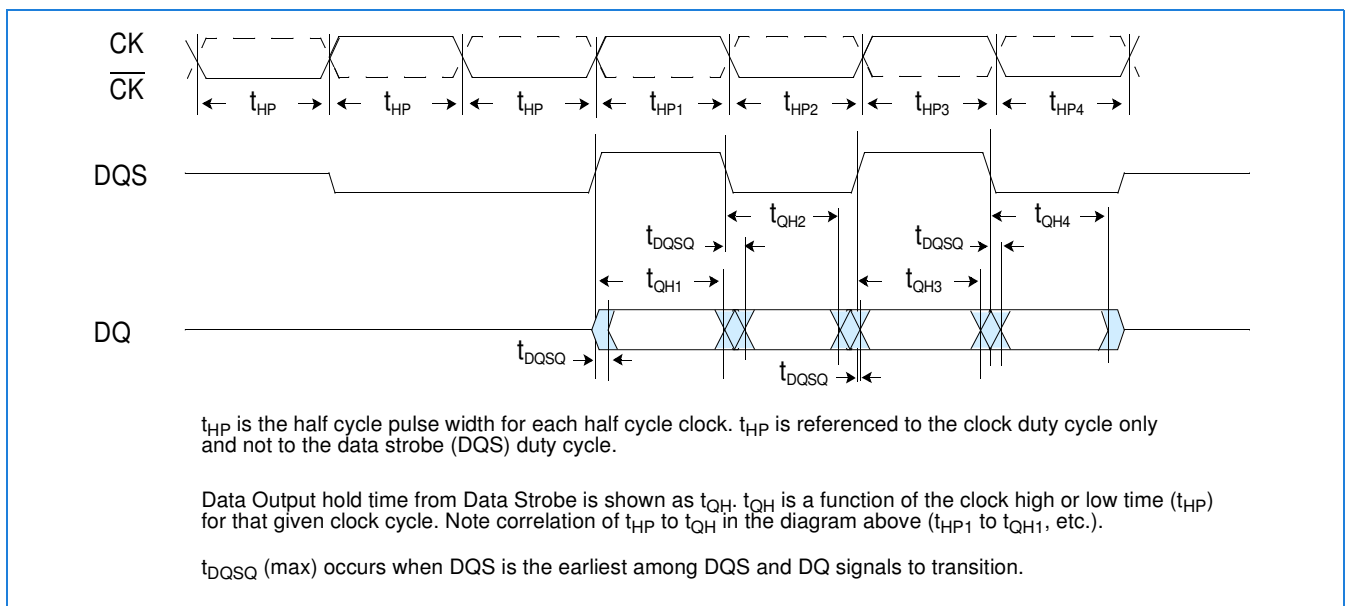 CK
CK
tHP tHP tHP tHP1 tHP2 tHP3 tHP4
DQS
tQH2 tQH4
tDQSQ tDQSQ
tQH1 tQH3
DQ
tDQSQ
tDQSQ
tHP is the half cycle pulse width for each half cycle clock. tHP is referenced to the clock duty cycle only
and not to the data strobe (DQS) duty cycle.
Data Output hold time from Data Strobe is shown as tQH. tQH is a function of the clock high or low time (tHP)
for that given clock cycle. Note correlation of tHP to tQH in the diagram above (tHP1 to tQH1, etc.).
tDQSQ (max) occurs when DQS is the earliest among DQS and DQ signals to transition.